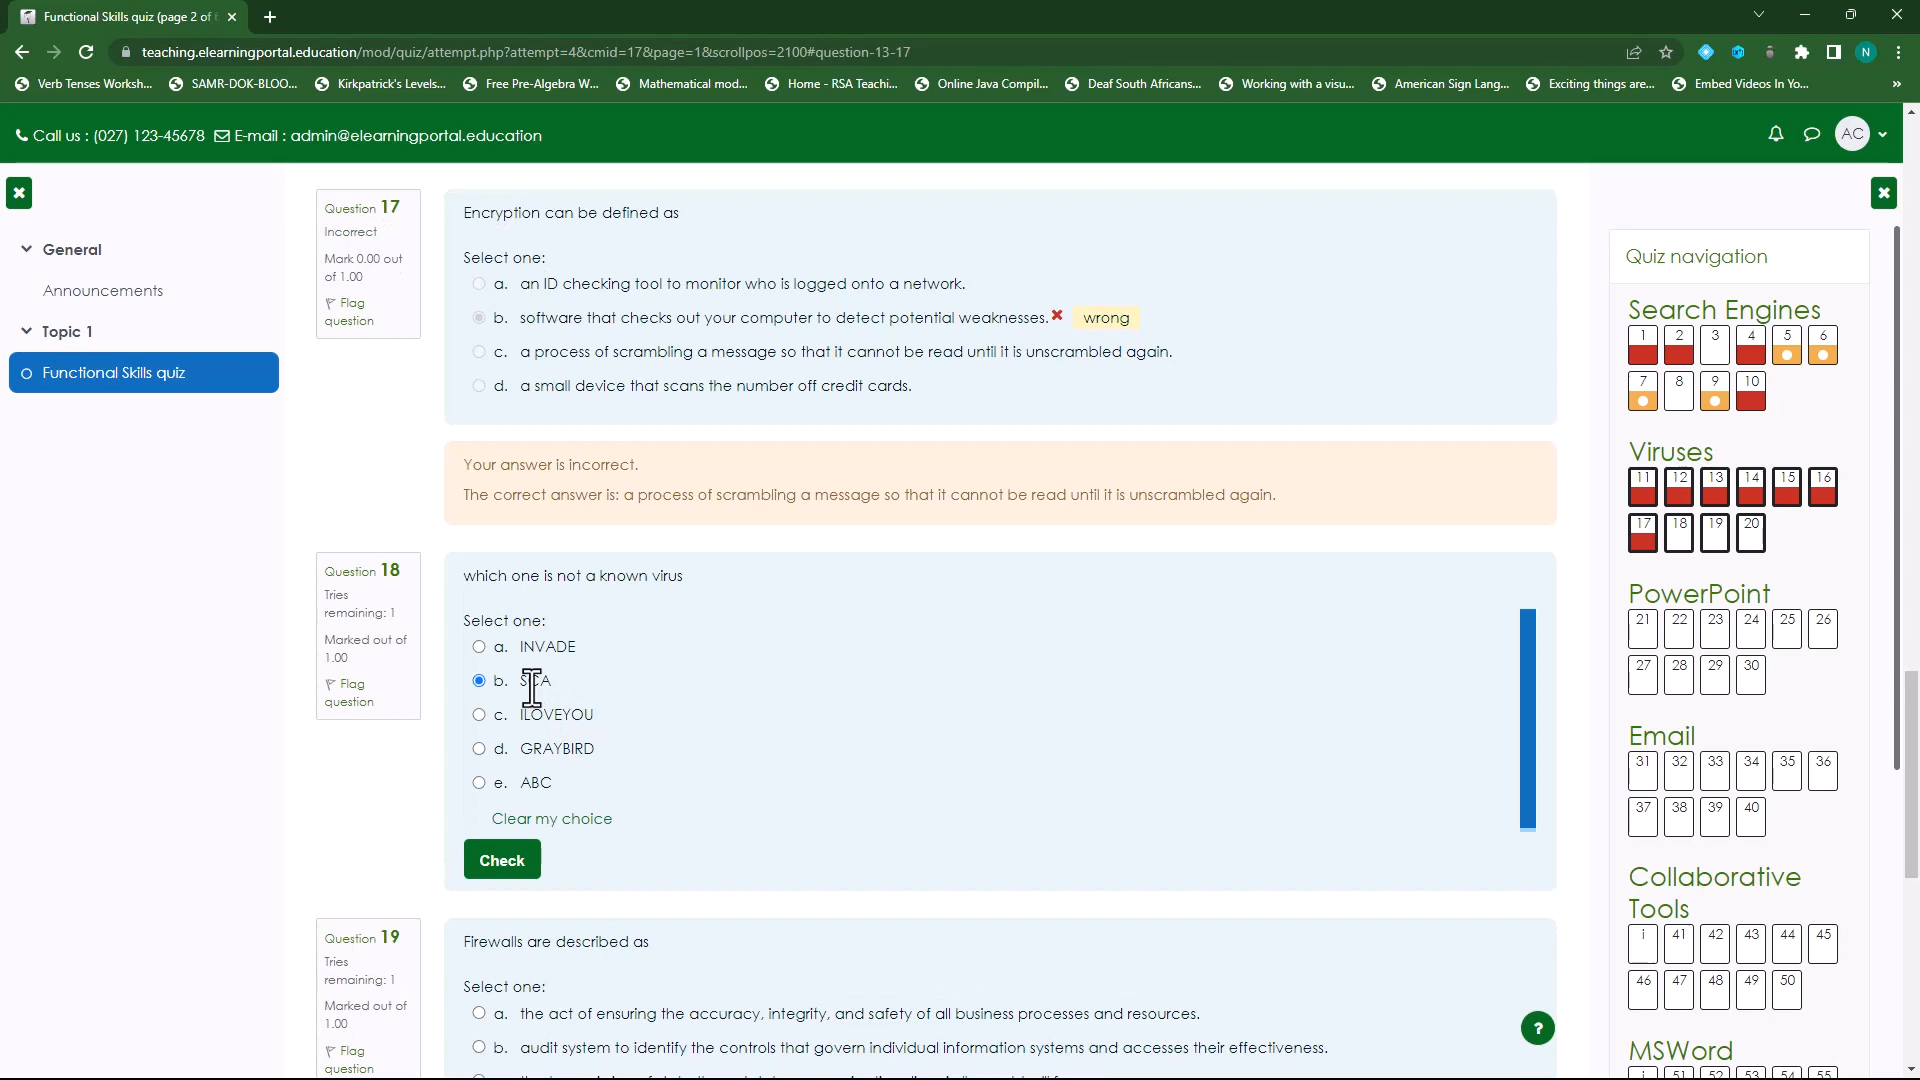 Functional Skills quiz (page 2 of
teaching.elearningportal.education/mod/quiz/attempt.php?attempt=4&cmid=17&page=1&scrollpos=2100#question-13-17
N
Verb Tenses Worksh...
SAMR-DOK-BLOO...
Kirkpatrick's Levels...
Free Pre-Algebra W...
Mathematical mod...
Home - RSA Teachi...
Online Java Compil...
Deaf South Africans...
Working with a visu...
American Sign Lang...
Exciting things are...
Embed Videos In Yo...
Call us : (027) 123-45678 E-mail : admin@elearningportal.education
AC
General
Announcements
Topic 1
Functional Skills quiz
Question 17
Incorrect
Mark 0.00 out
of 1.00
Flag
question
Encryption can be defined as
Select one:
a. an ID checking tool to monitor who is logged onto a network.
b. software that checks out your computer to detect potential weaknesses. wrong
c. a process of scrambling a message so that it cannot be read until it is unscrambled again.
d. a small device that scans the number off credit cards.
Your answer is incorrect.
The correct answer is: a process of scrambling a message so that it cannot be read until it is unscrambled again.
Question 18
Tries
remaining: 1
Marked out of
1.00
Flag
question
which one is not a known virus
Select one:
a. INVADE
b. SCA
c. ILOVEYOU
d. GRAYBIRD
e. ABC
Clear my choice
Check
Question 19
Tries
remaining: 1
Marked out of
1.00
Flag
question
Firewalls are described as
Select one:
a. the act of ensuring the accuracy, integrity, and safety of all business processes and resources.
b. audit system to identify the controls that govern individual information systems and accesses their effectiveness.
?
Quiz navigation
Search Engines
1 2 3 4 5 6
7 8 9 10
Viruses
11 12 13 14 15 16
17 18 19 20
PowerPoint
21 22 23 24 25 26
27 28 29 30
Email
31 32 33 34 35 36
37 38 39 40
Collaborative
Tools
i 41 42 43 44 45
46 47 48 49 50
MSWord
i 51 52 53 54 55